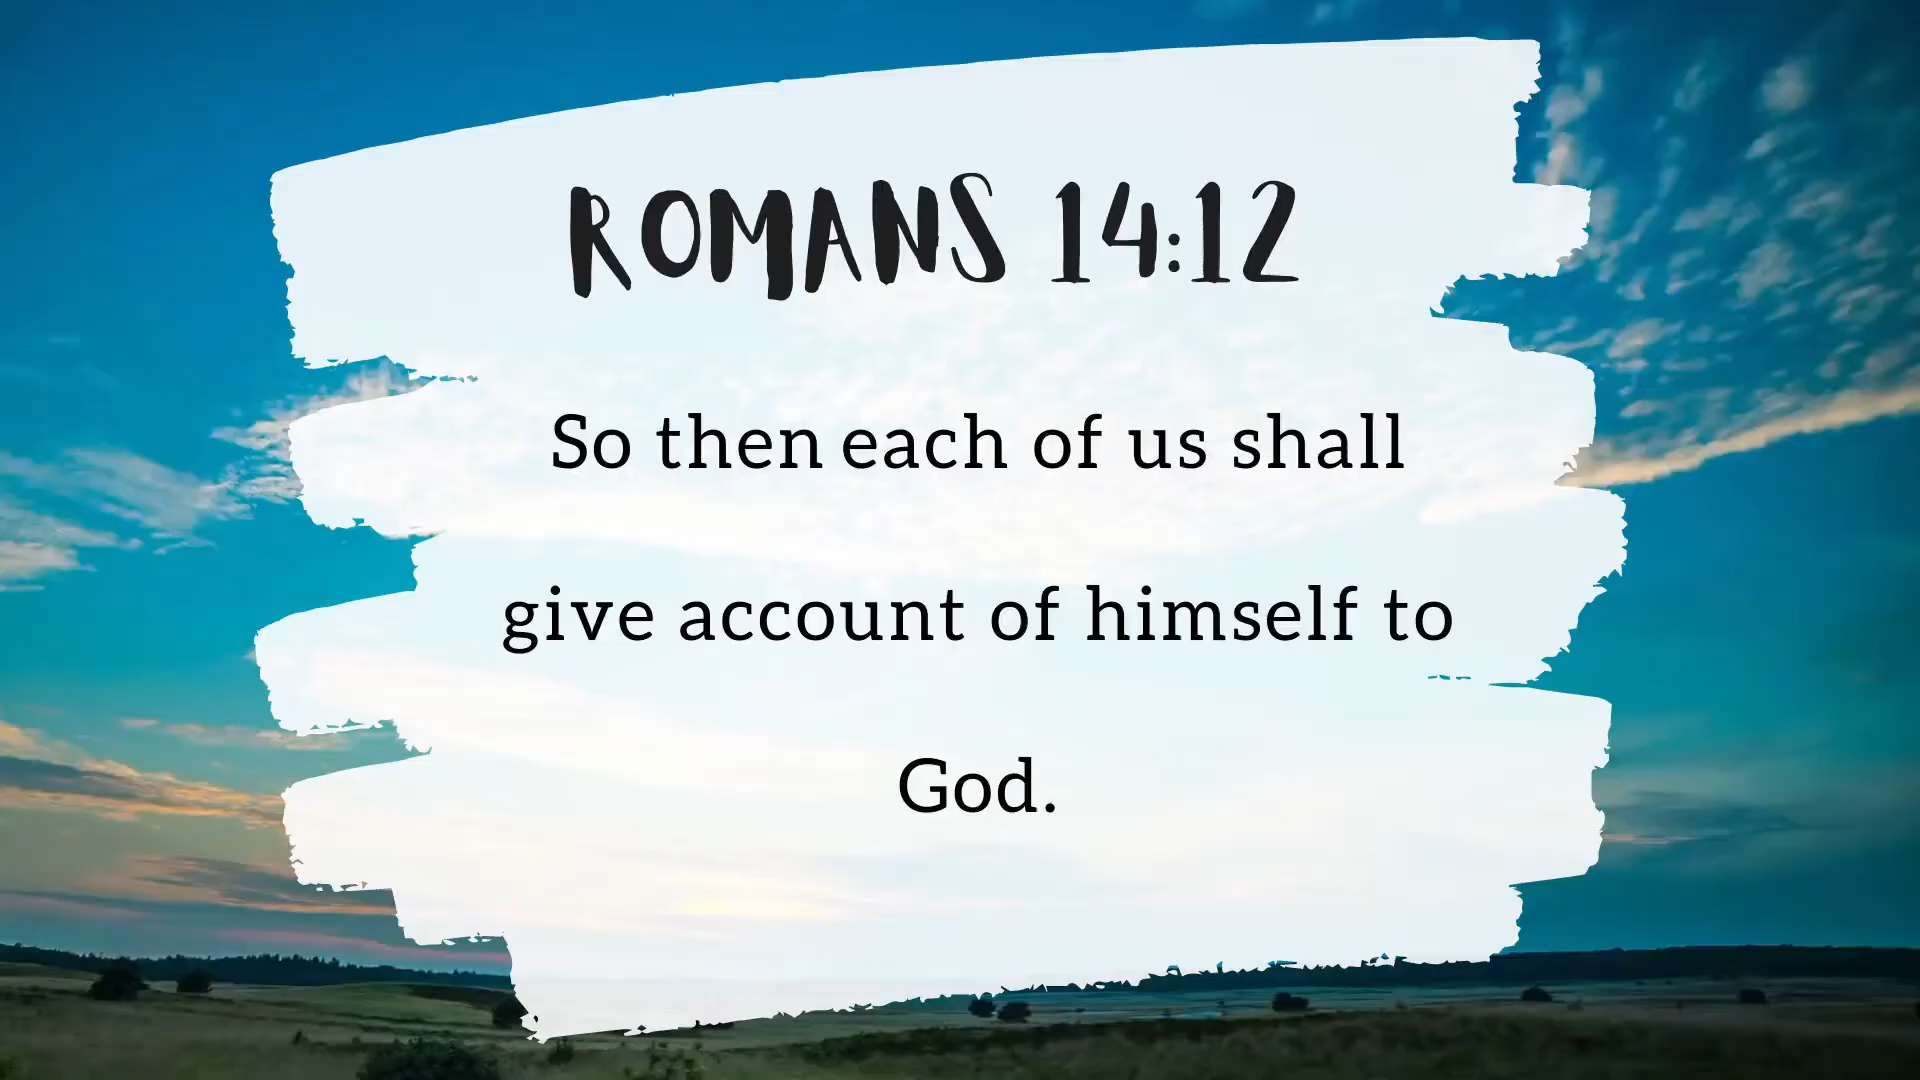 ROMANS 14:12
So then each of us shall
give account of himself to
God.